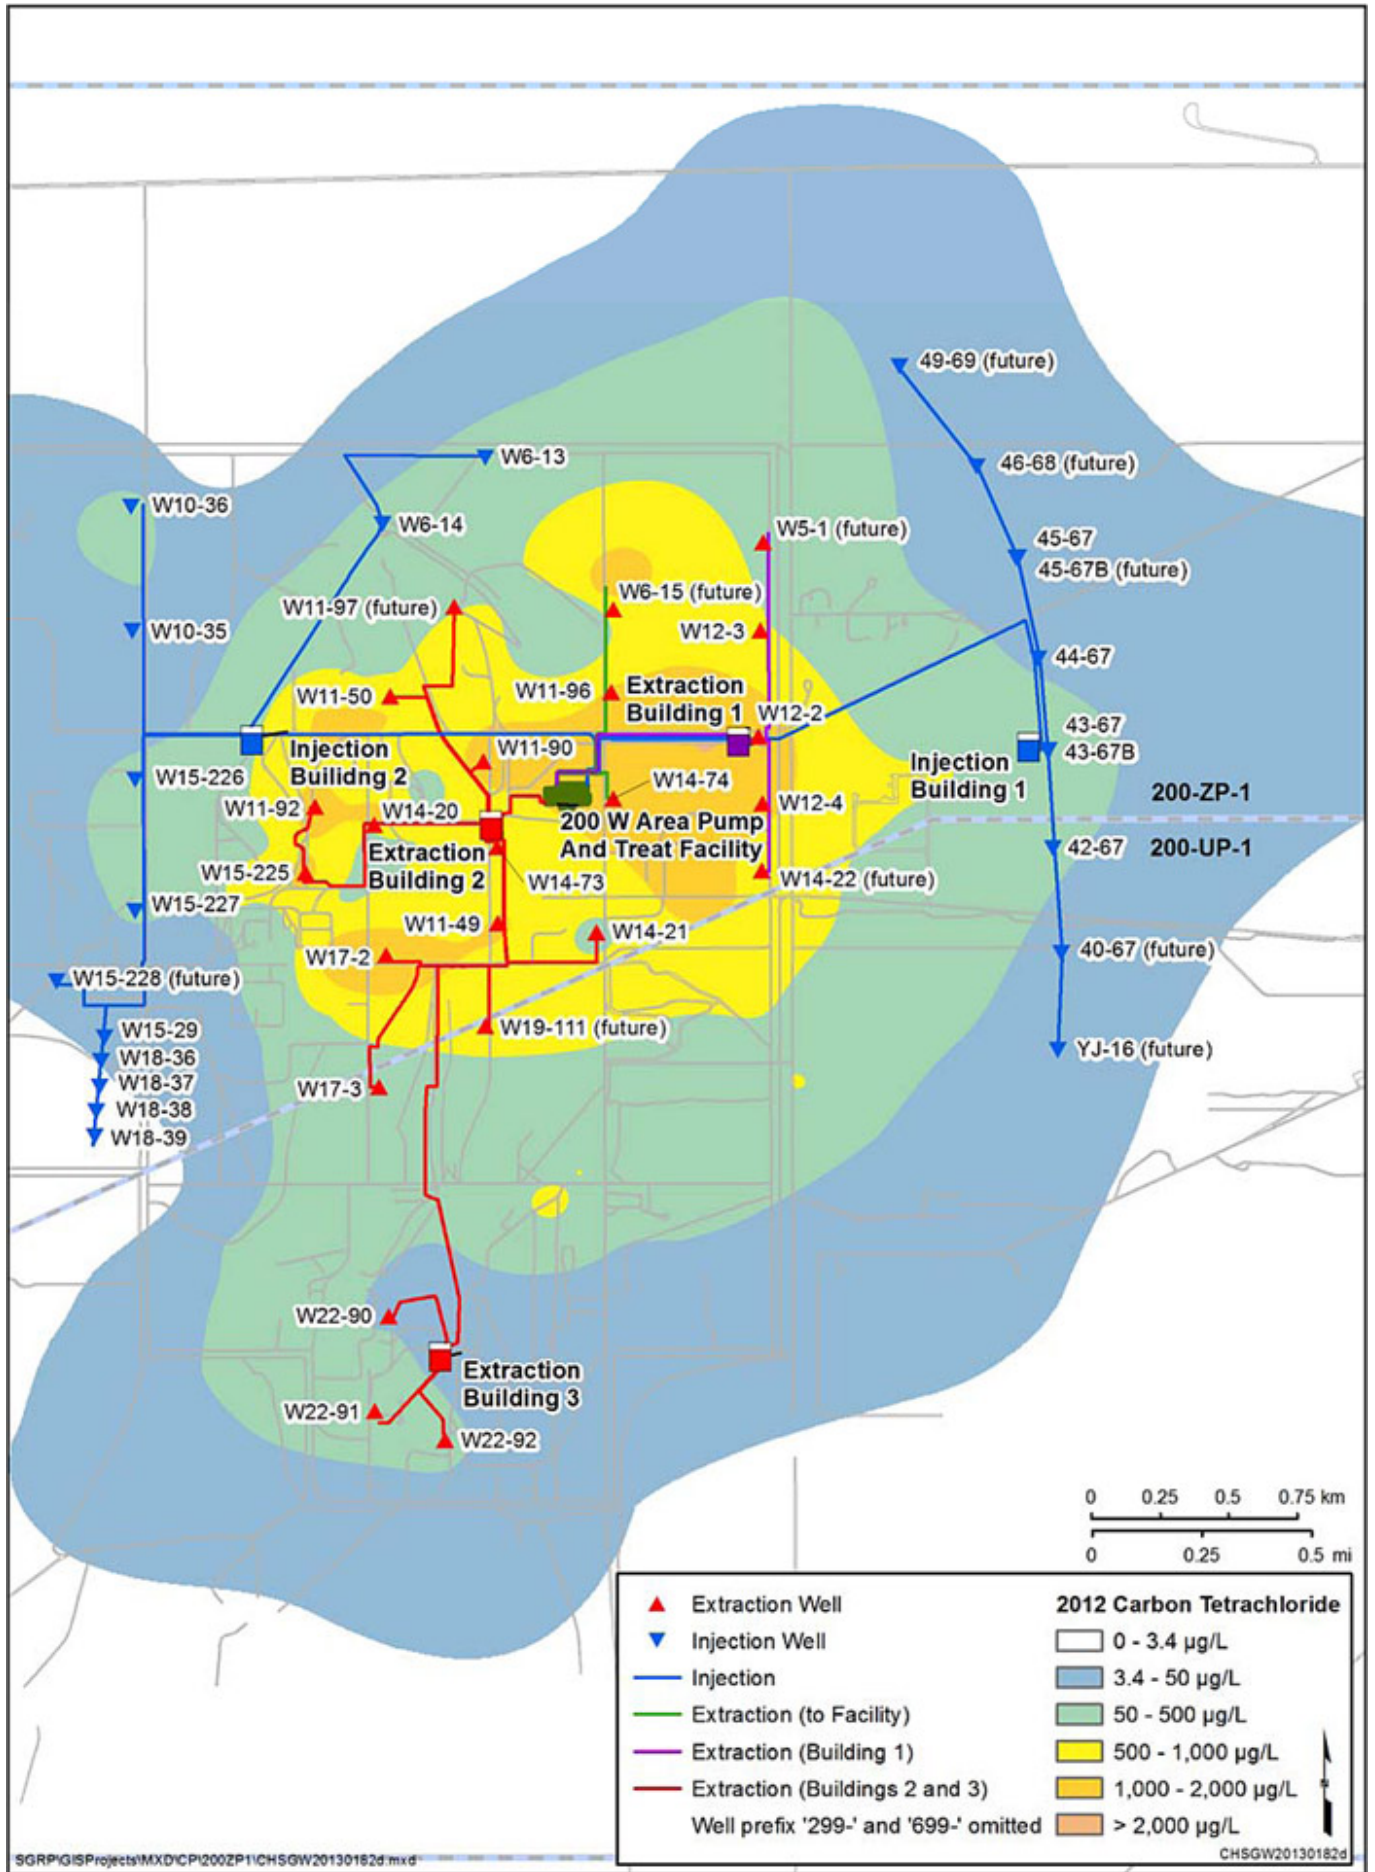 49-69 (future)
W6-13
46-68 (future)
W10-36
W6-14
W5-1 (future)
45-67
45-67B (future)
W6-15 (future)
W11-97 (future)
W10-35
W12-3
44-67
W11-50
W11-96
Extraction
Building 1
W12-2
43-67
43-67B
W11-90
Injection
Builidng 2
Injection
Building 1
W15-226
W14-74
200-ZP-1
W11-92
W14-20
W12-4
200 W Area Pump
And Treat Facility
42-67
200-UP-1
Extraction
Building 2
W15-225
W14-73
W14-22 (future)
W15-227
W11-49
W14-21
40-67 (future)
W17-2
W15-228 (future)
W15-29
W19-111 (future)
W18-36
YJ-16 (future)
W18-37
W17-3
W18-38
W18-39
W22-90
Extraction
Building 3
W22-91
W22-92
0 0.25 0.5 0.75 km
0 0.25 0.5 mi
Extraction Well
Injection Well
Injection
Extraction (to Facility)
Extraction (Building 1)
Extraction (Buildings 2 and 3)
Well prefix '299-' and '699-' omitted
2012 Carbon Tetrachloride
0 - 3.4 µg/L
3.4 - 50 µg/L
50 - 500 µg/L
500 - 1,000 µg/L
1,000 - 2,000 µg/L
> 2,000 µg/L
CHSGW20130182d
SGRP\GISProjects\MXD\CP\200ZP1\CHSGW20130182d.mxd